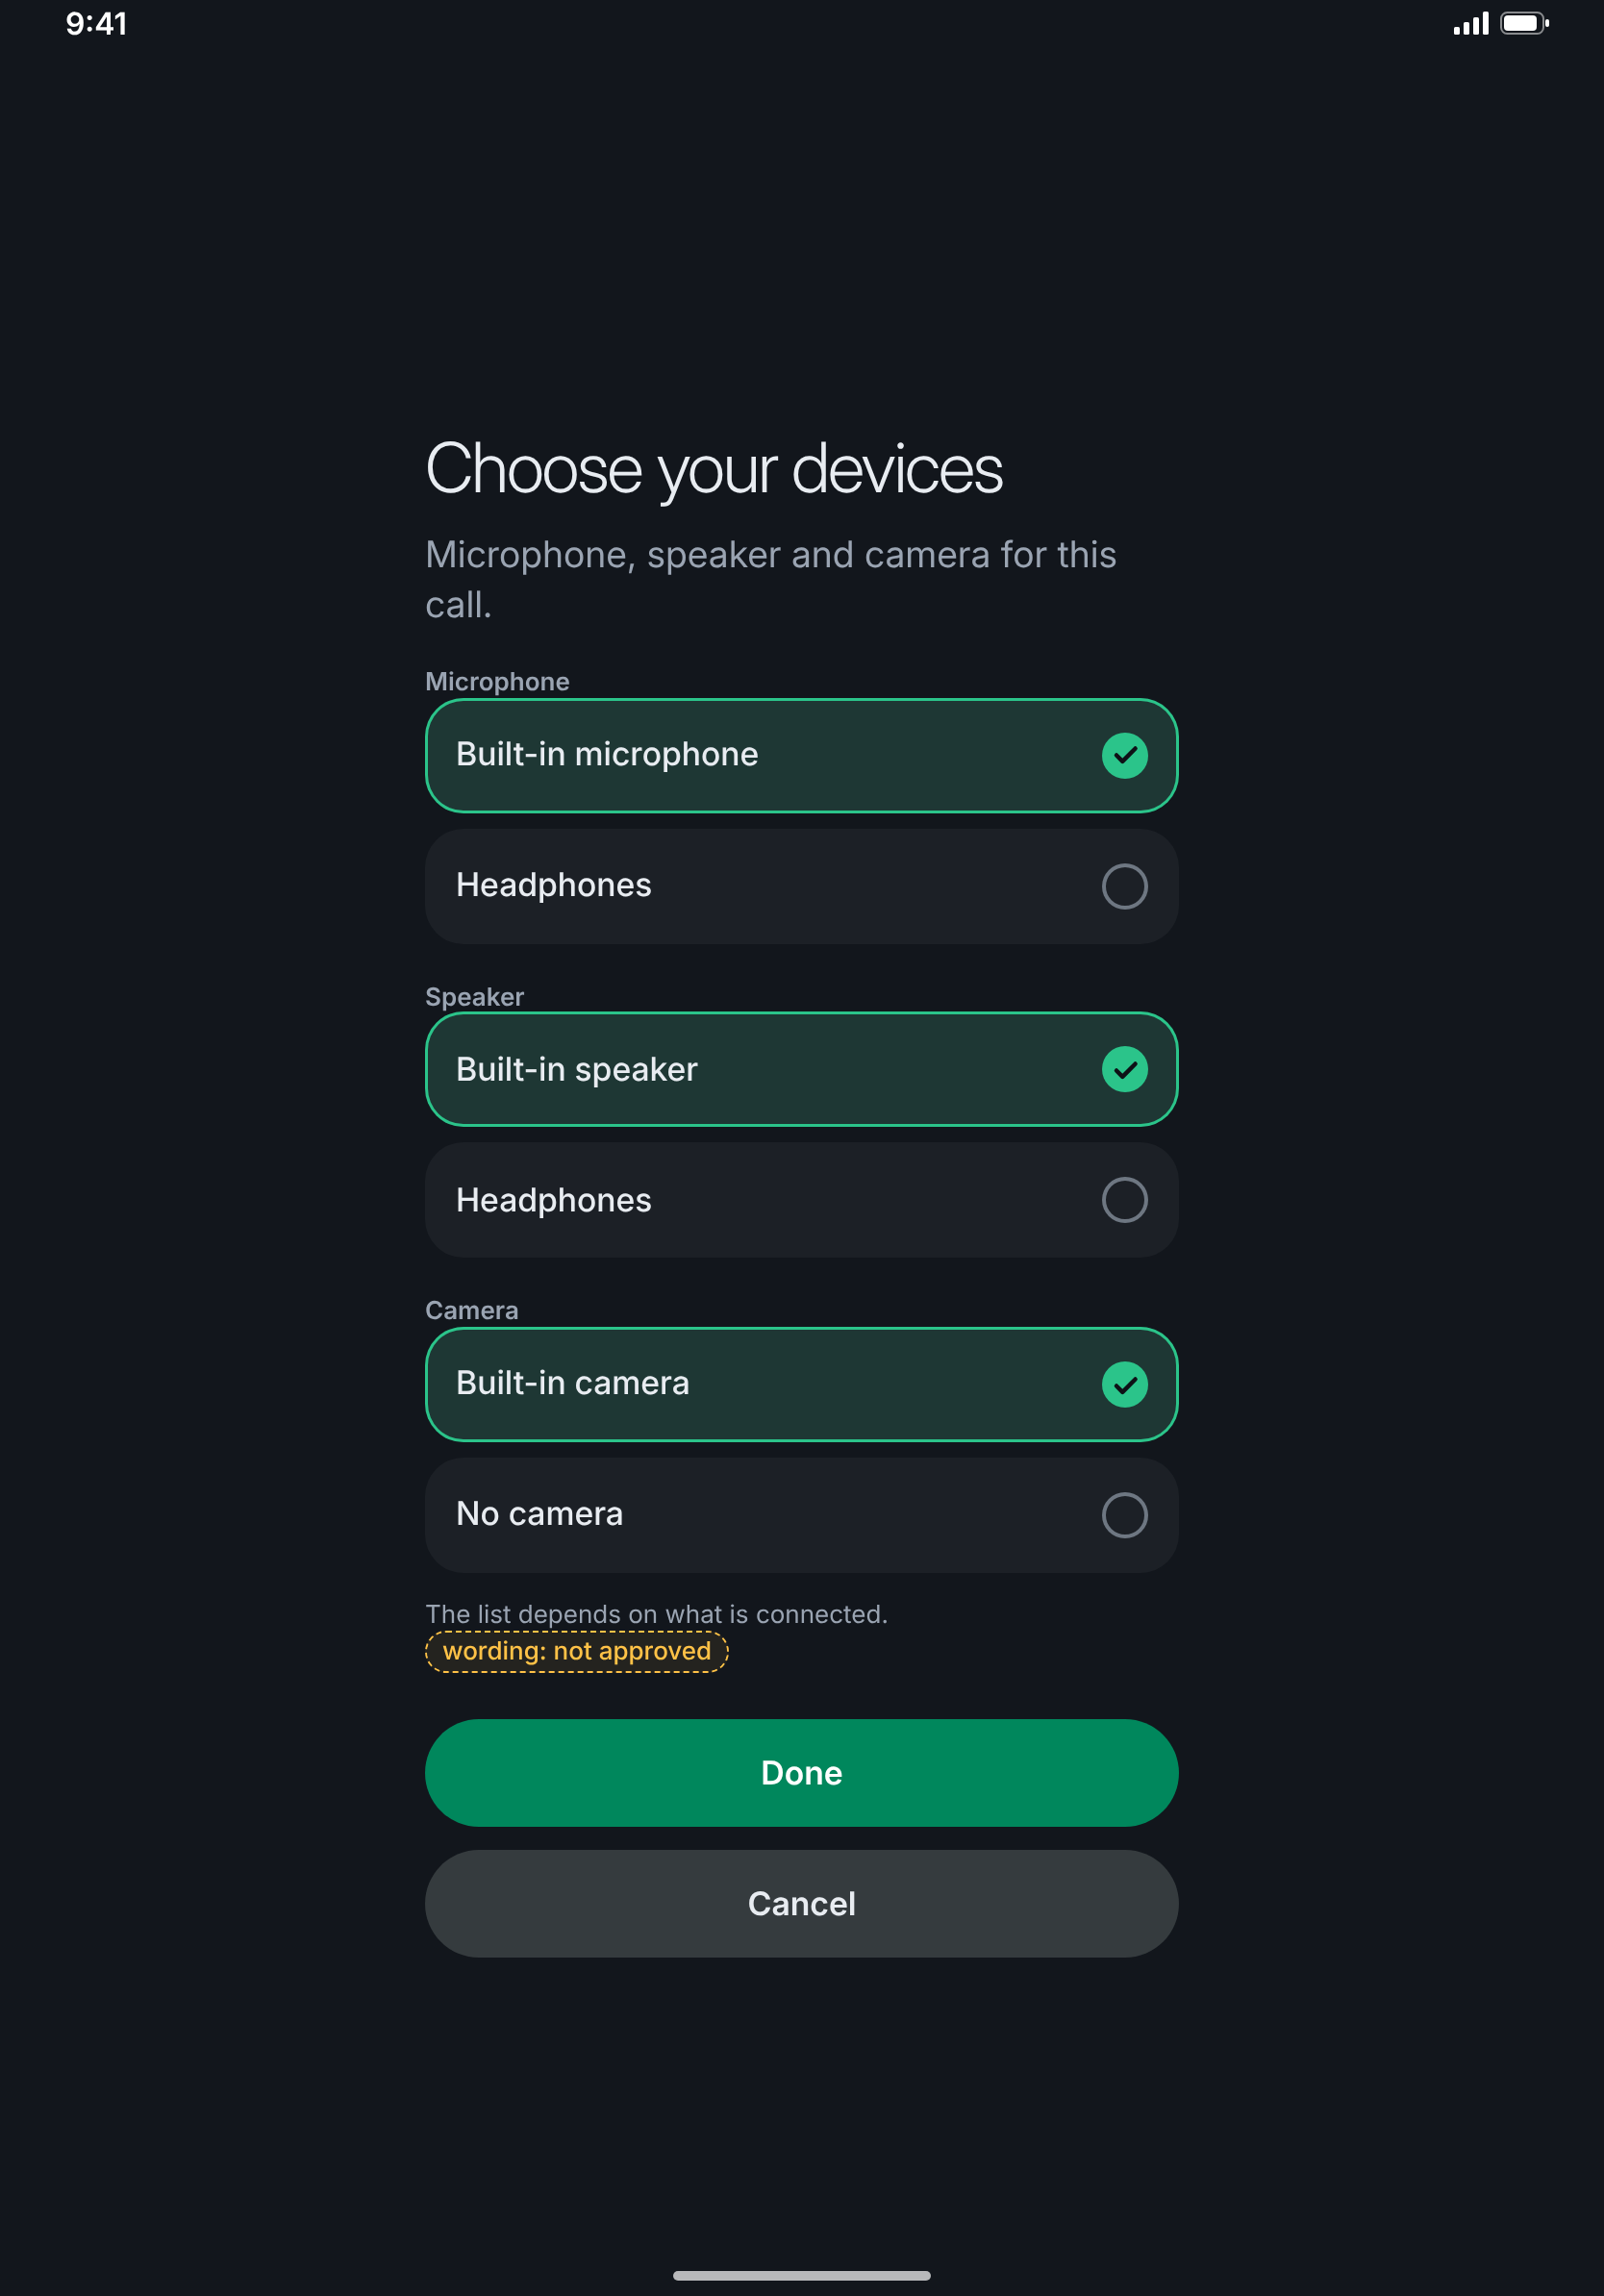 9:41
Choose your devices
Microphone, speaker and camera for this
call.
Microphone
Built-in microphone
Headphones
Speaker
Built-in speaker
Headphones
Camera
Built-in camera
No camera
The list depends on what is connected.
wording: not approved
Done
Cancel